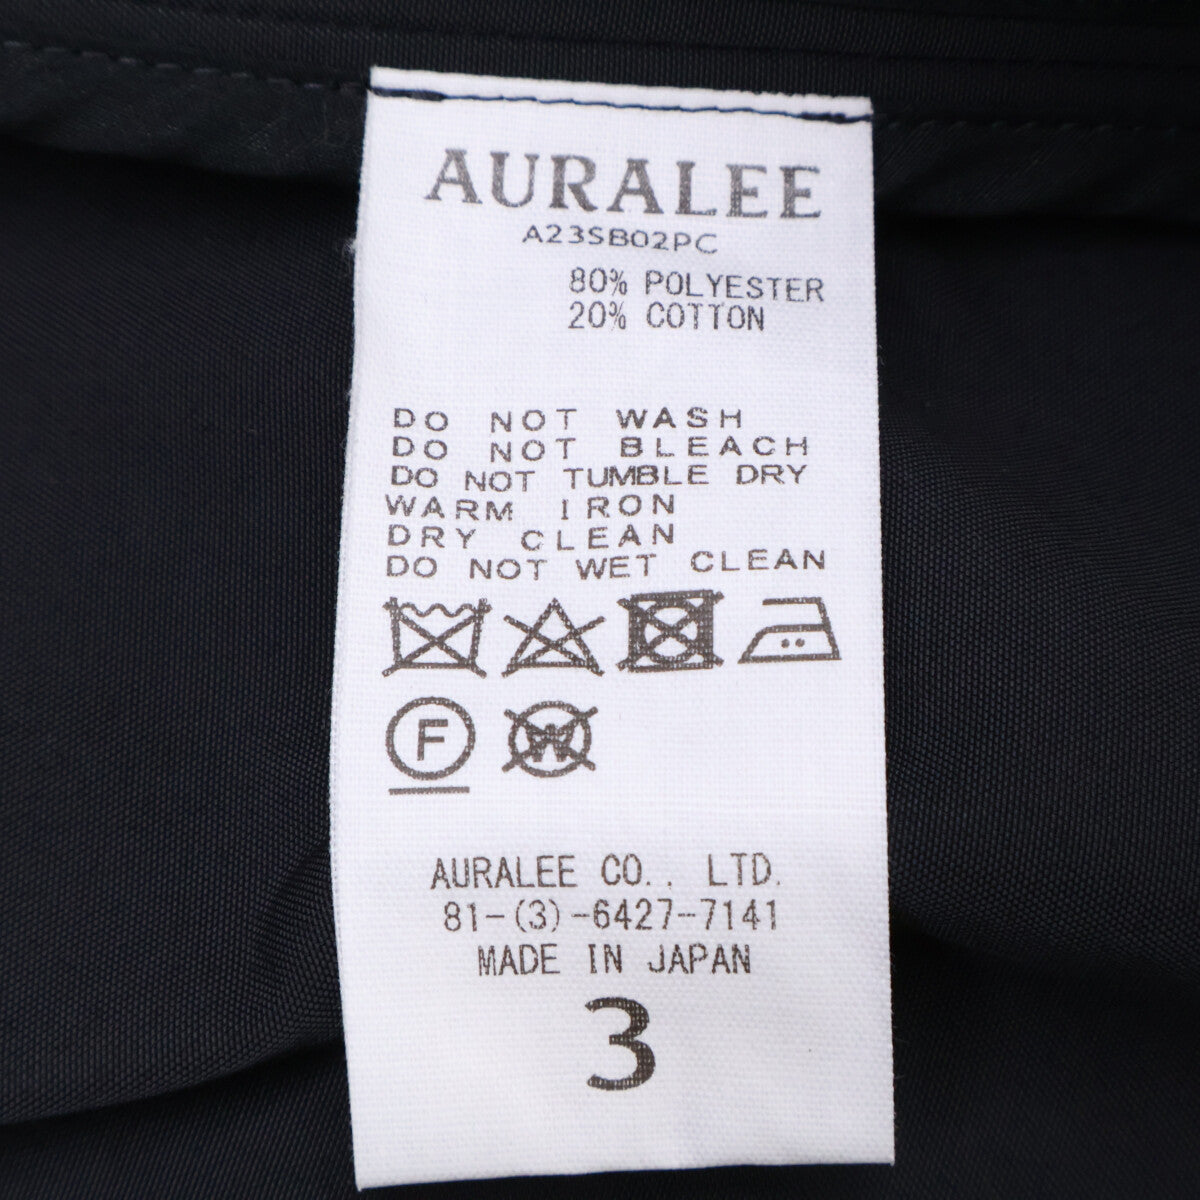 AURALEE
A23SB02PC
80% POLYESTER
20% COTTON
DO NOT WASH
DO NOT BLEACH
DO NOT TUMBLE DRY
WARM IRON
DRY CLEAN
DO NOT WET CLEAN
F W
AURALEE CO., LTD.
81-(3)-6427-7141
MADE IN JAPAN
3